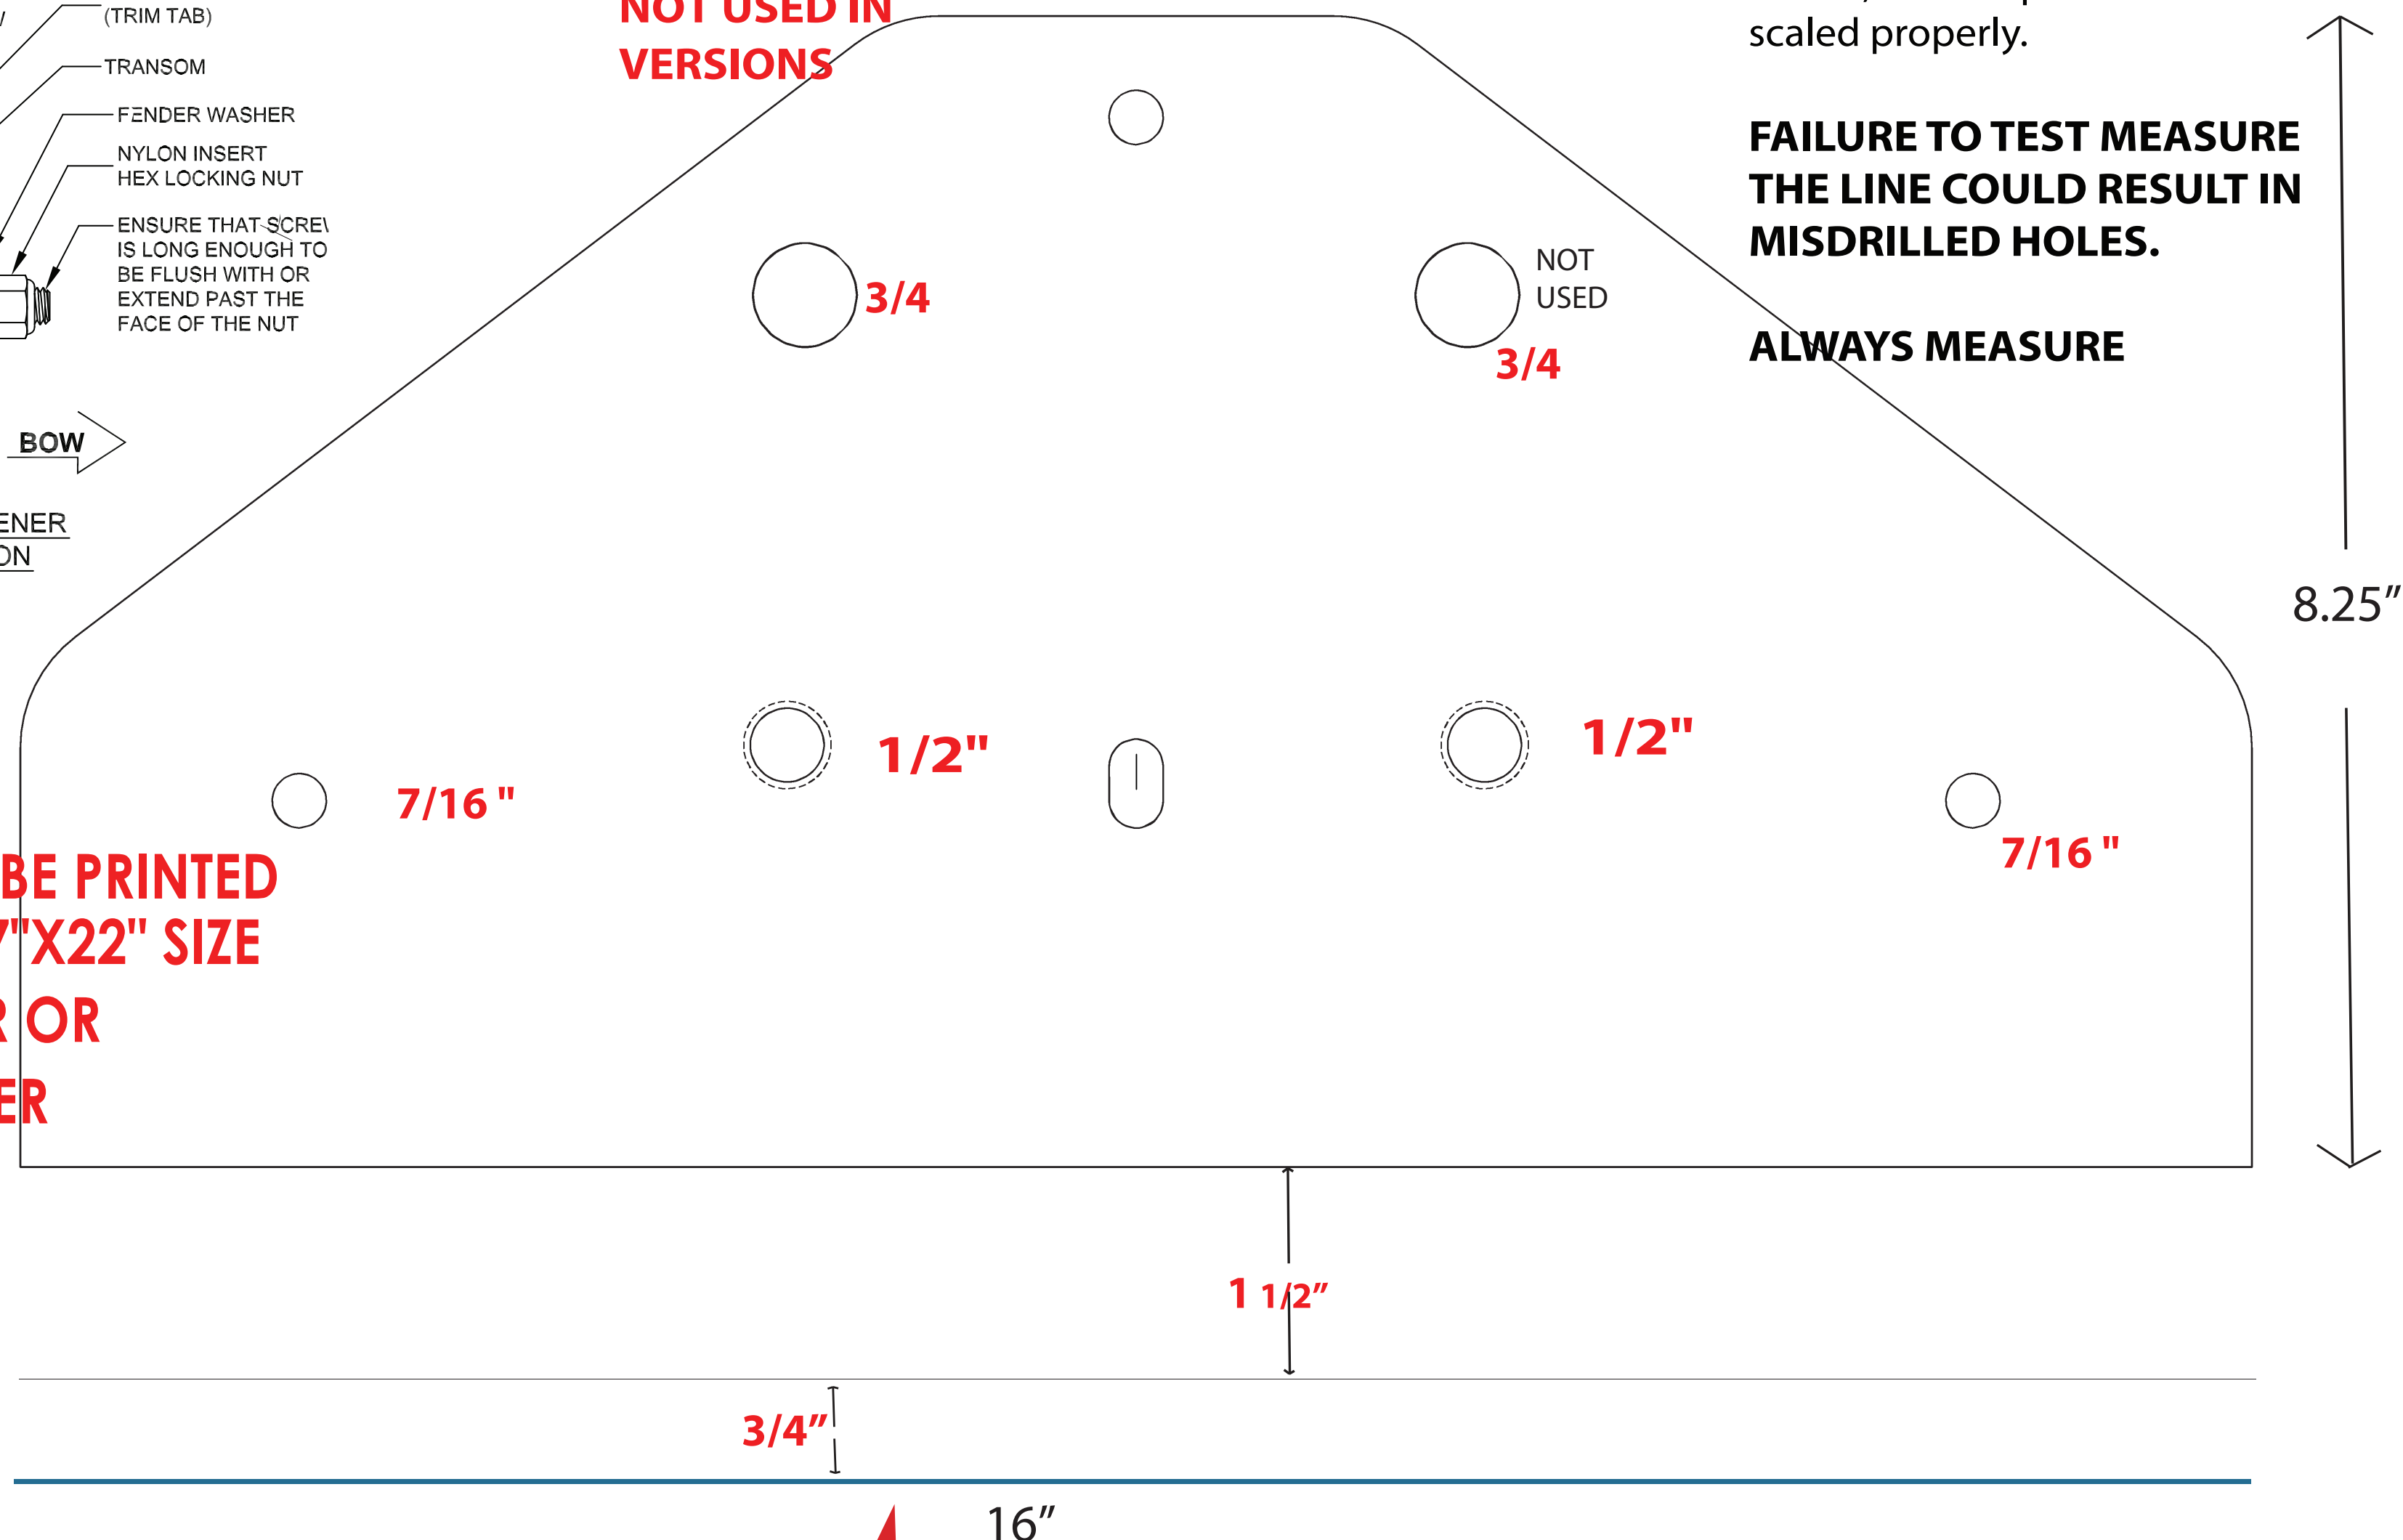 (TRIM TAB)
TRANSOM
FENDER WASHER
NYLON INSERT
HEX LOCKING NUT
ENSURE THAT
IS LONG ENOUGH TO
BE FLUSH WITH OR
EXTEND PAST THE
FACE OF THE NUT
BOW
NOT USED IN
VERSIONS
scaled properly.
FAILURE TO TEST MEASURE
THE LINE COULD RESULT IN
MISDRILLED HOLES.
ALWAYS MEASURE
3/4
NOT
USED
3/4
8.25”
1/2"
1/2"
7/16 "
7/16 "
BE PRINTED
"X22" SIZE
OR
1 1/2”
3/4”
16”